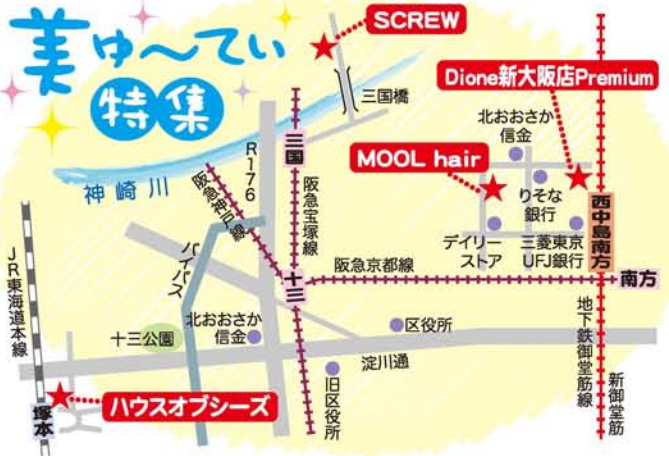 美ゅ〜てぃ
特集
SCREW
三国橋
Dione新大阪店Premium
北おおさか
信金
MOOL hair
りそな
銀行
デイリー
ストア
三菱東京
UFJ銀行
西中島南方
神崎川
R176
三国
阪急神戸線
阪急宝塚線
バイパス
JR東海道本線
十三
阪急京都線
南方
地下鉄御堂筋線
新御堂筋
十三公園
北おおさか
信金
区役所
淀川通
旧区役所
塚本
ハウスオブシーズ